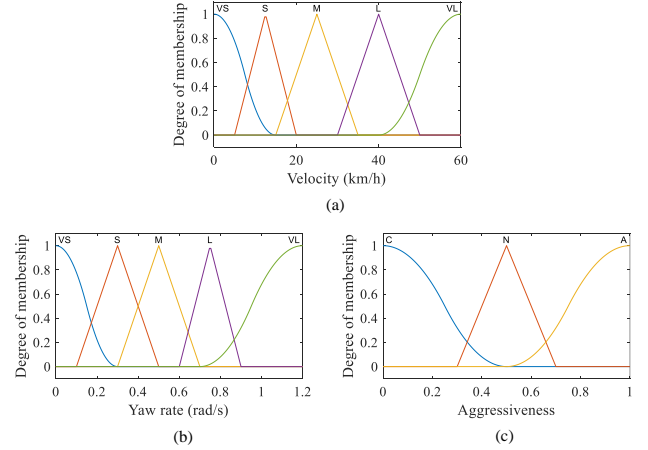 VS S M L VL
1
0.8
0.6
0.4
0.2
0
Degree of membership
0 20 40 60
Velocity (km/h)
(a)
VS S M L VL
1
0.8
0.6
0.4
0.2
0
Degree of membership
0 0.2 0.4 0.6 0.8 1 1.2
Yaw rate (rad/s)
(b)
C N A
1
0.8
0.6
0.4
0.2
0
Degree of membership
0 0.2 0.4 0.6 0.8 1
Aggressiveness
(c)